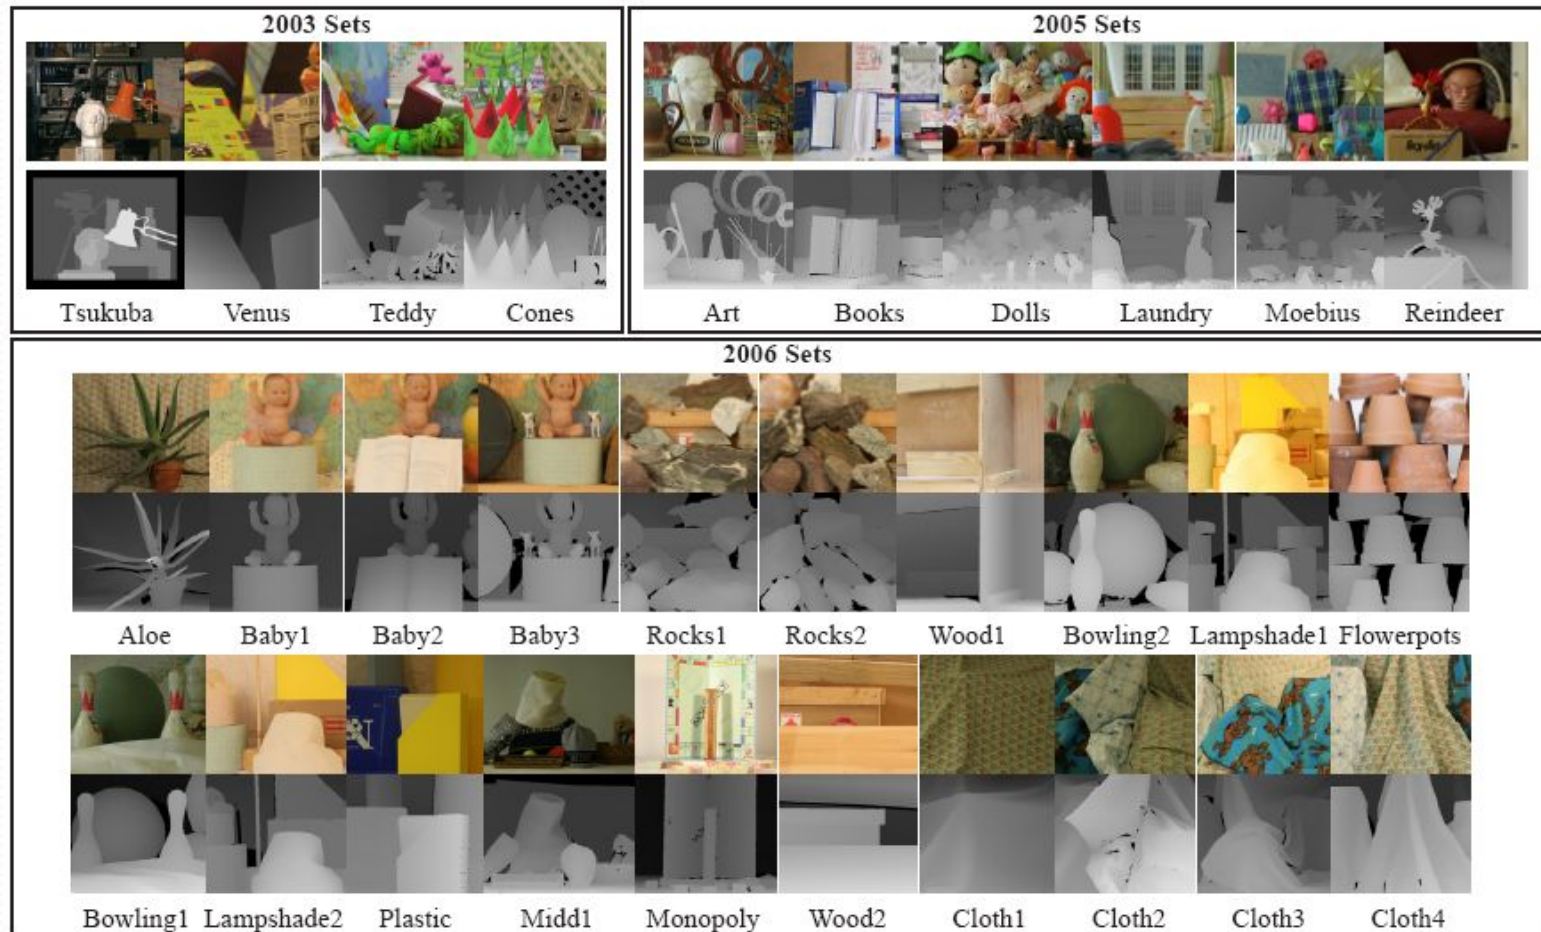 2003 Sets
2005 Sets
Tsukuba Venus Teddy Cones
Art Books Dolls Laundry Moebius Reindeer
2006 Sets
Aloe Baby1 Baby2 Baby3 Rocks1 Rocks2 Wood1 Bowling2 Lampshade1 Flowerpots
Bowling1 Lampshade2 Plastic Midd1 Monopoly Wood2 Cloth1 Cloth2 Cloth3 Cloth4